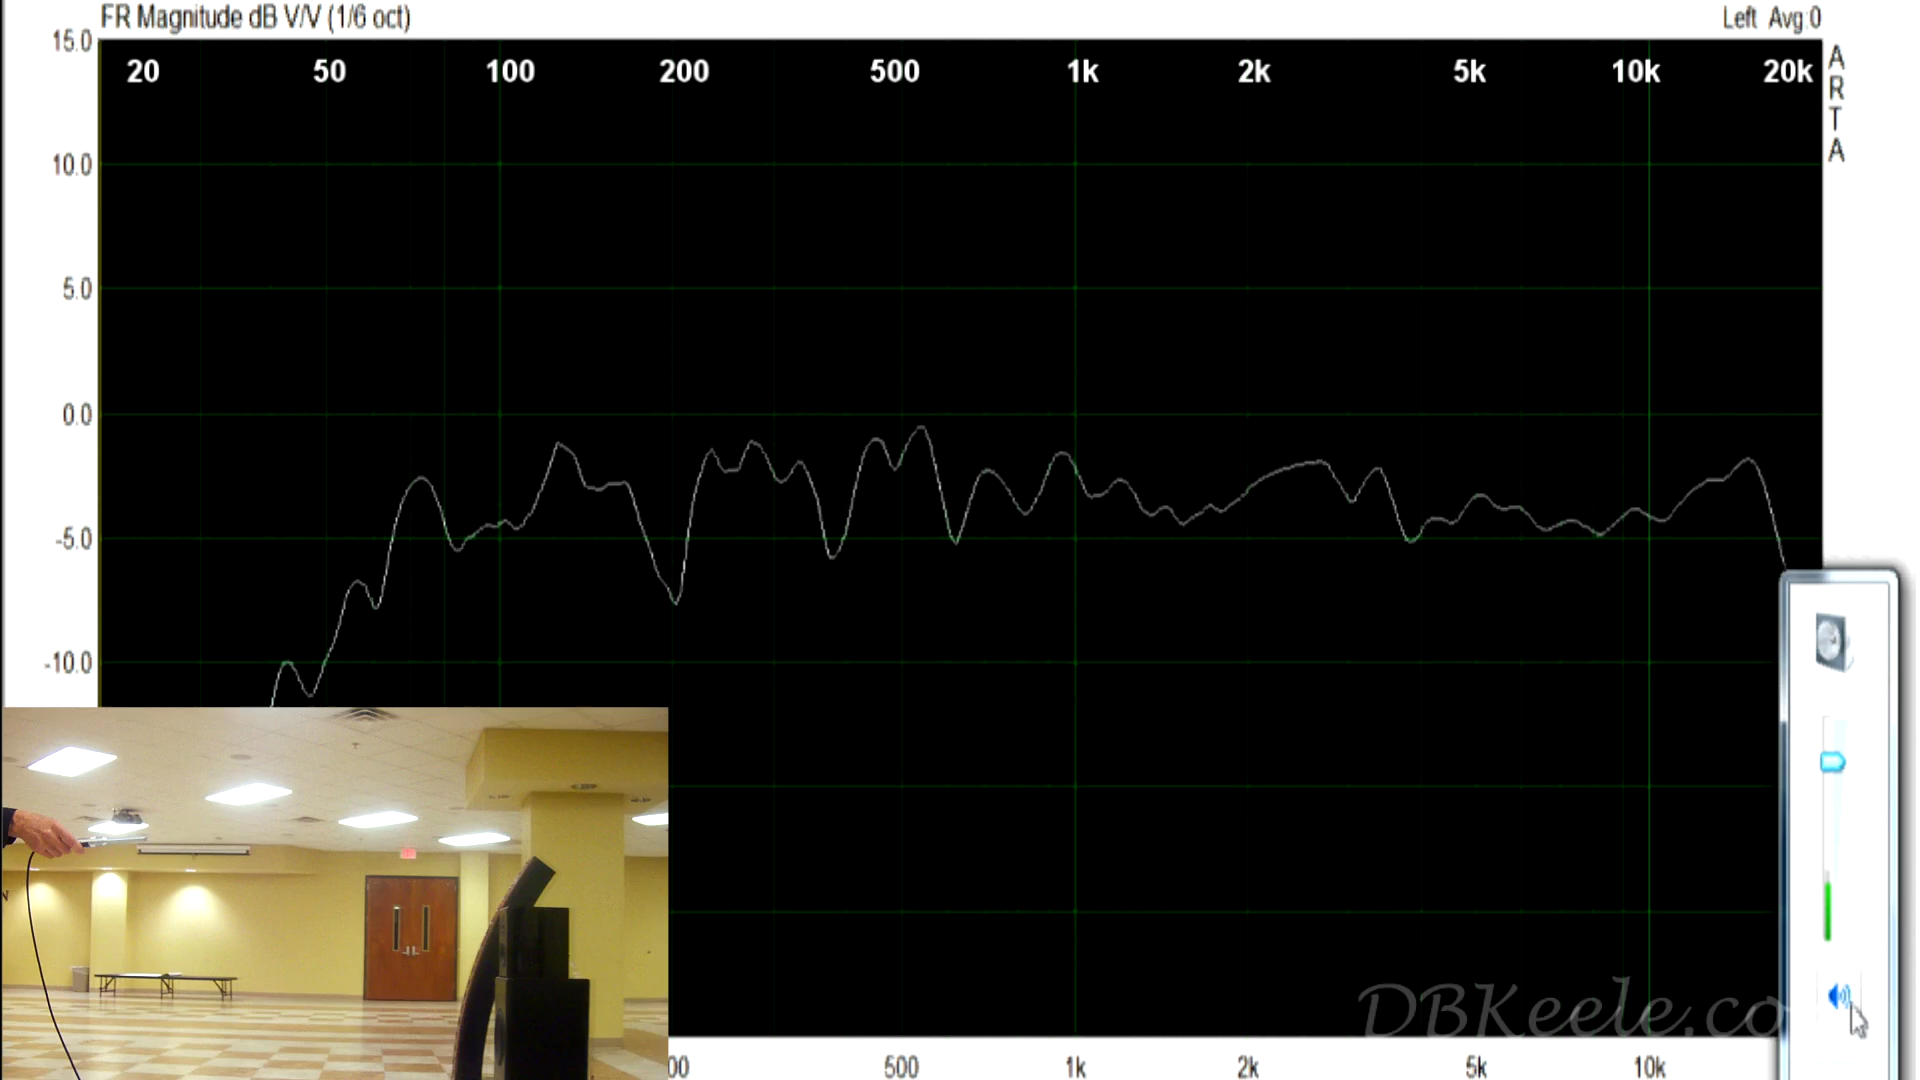 FR Magnitude dB V/V (1/6 oct)
Left Avg:0
15.0
20 50 100 200 500 1k 2k 5k 10k 20k
A
R
T
A
10.0
5.0
0.0
-5.0
-10.0
DBKeele.co
00 500 1k 2k 5k 10k